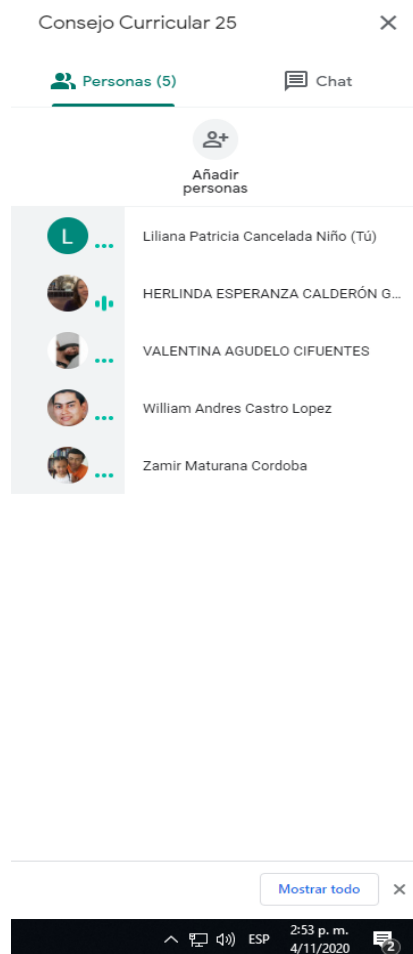 Consejo Curricular 25
Personas (5)
Chat
Añadir
personas
L
Liliana Patricia Cancelada Niño (Tú)
HERLINDA ESPERANZA CALDERÓN G...
VALENTINA AGUDELO CIFUENTES
William Andres Castro Lopez
Zamir Maturana Cordoba
Mostrar todo
ESP
2:53 p. m.
4/11/2020
2